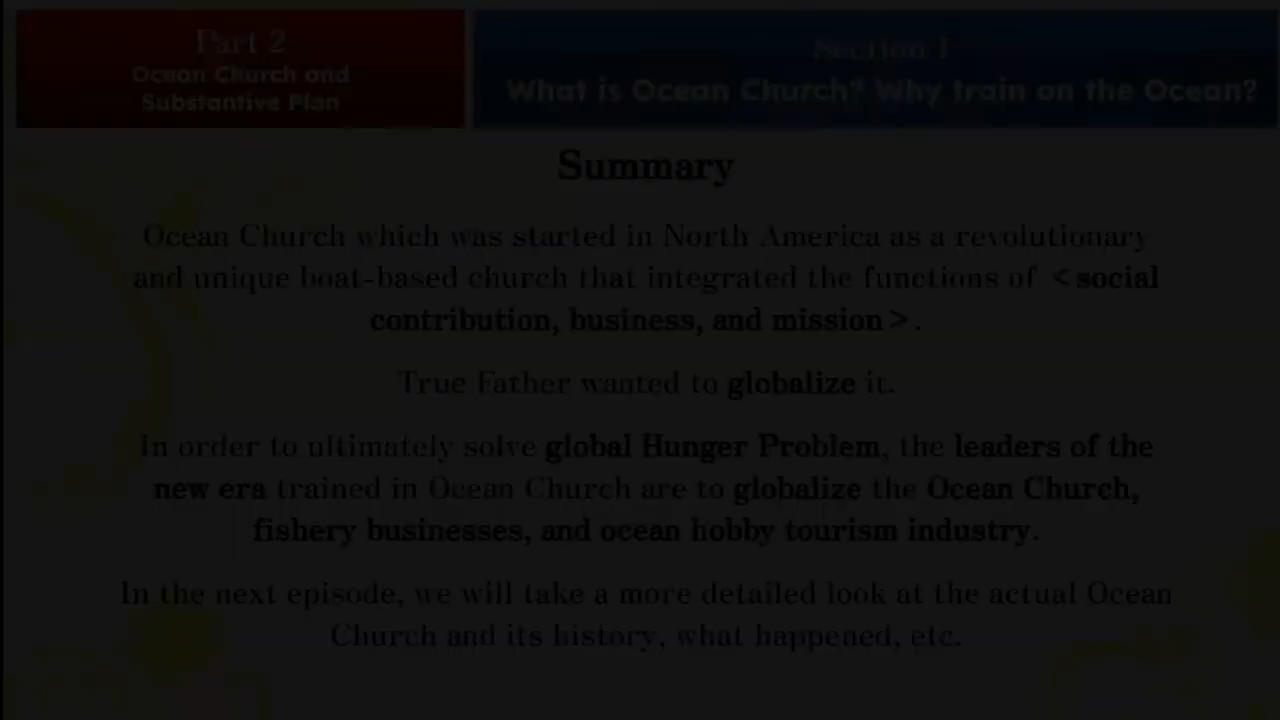 Part 2
Ocean Church and
Substantive Plan
Section 1
What is Ocean Church? Why train on the Ocean?
Summary
Ocean Church which was started in North America as a revolutionary
and unique boat-based church that integrated the functions of <social
contribution, business, and mission>.
True Father wanted to globalize it.
In order to ultimately solve global Hunger Problem, the leaders of the
new era trained in Ocean Church are to globalize the Ocean Church,
fishery businesses, and ocean hobby tourism industry.
In the next episode, we will take a more detailed look at the actual Ocean
Church and its history, what happened, etc.